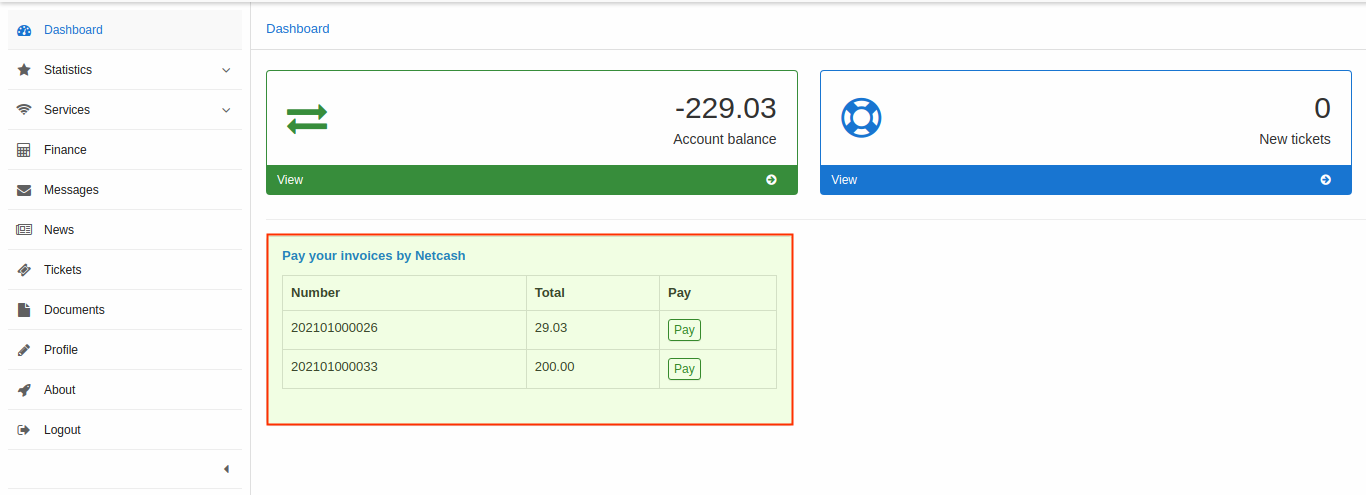 Dashboard
Statistics
Services
Finance
Messages
News
Tickets
Documents
Profile
About
Logout
Dashboard
-229.03
Account balance
View
0
New tickets
View
Pay your invoices by Netcash
Number Total Pay
202101000026 29.03 Pay
202101000033 200.00 Pay